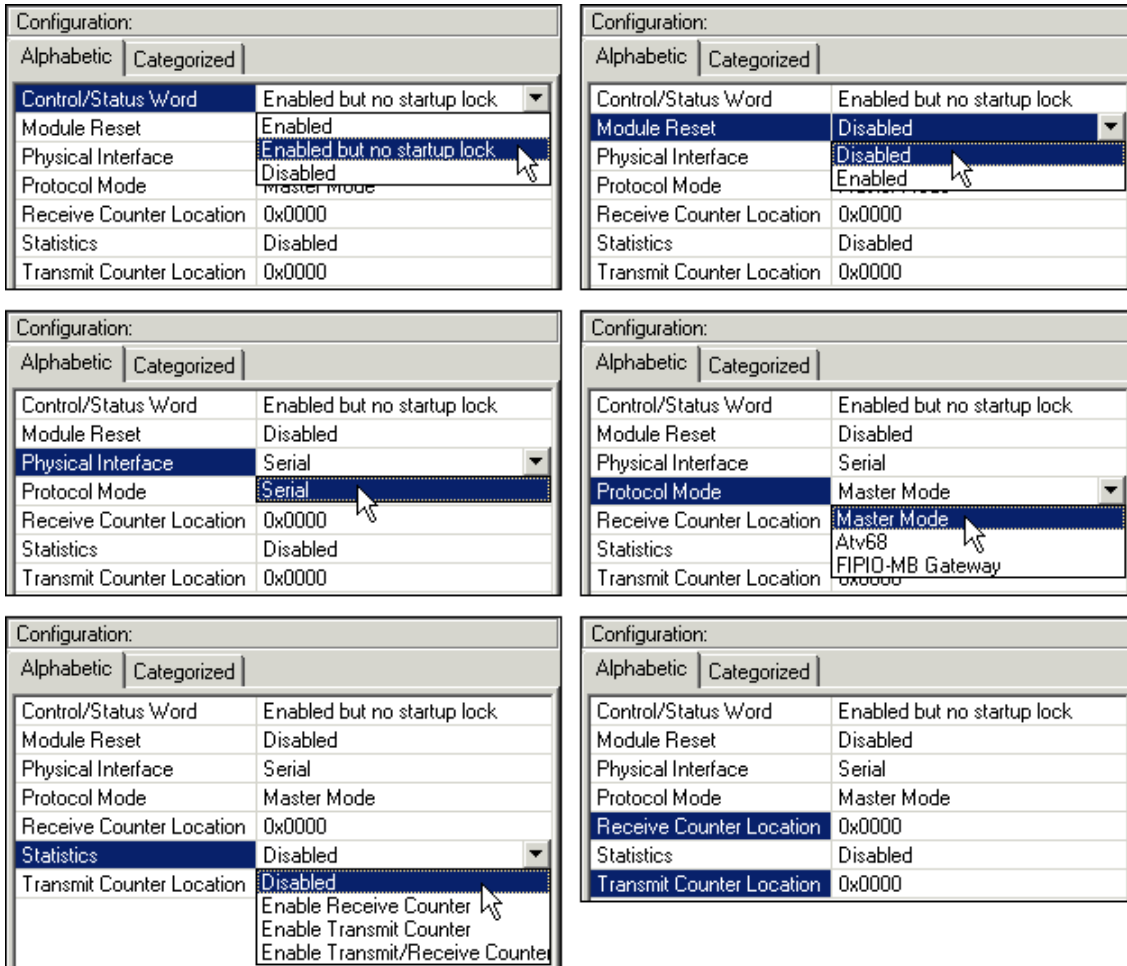 Configuration:
Alphabetic Categorized
Control/Status Word Enabled but no startup lock
Module Reset Enabled
Physical Interface Enabled but no startup lock
Disabled
Protocol Mode Master Mode
Receive Counter Location 0x0000
Statistics Disabled
Transmit Counter Location 0x0000
Configuration:
Alphabetic Categorized
Control/Status Word Enabled but no startup lock
Module Reset Disabled
Physical Interface Disabled
Protocol Mode Enabled
Receive Counter Location 0x0000
Statistics Disabled
Transmit Counter Location 0x0000
Configuration:
Alphabetic Categorized
Control/Status Word Enabled but no startup lock
Module Reset Disabled
Physical Interface Serial
Protocol Mode Serial
Receive Counter Location 0x0000
Statistics Disabled
Transmit Counter Location 0x0000
Configuration:
Alphabetic Categorized
Control/Status Word Enabled but no startup lock
Module Reset Disabled
Physical Interface Serial
Protocol Mode Master Mode
Receive Counter Location Master Mode
Statistics Atv68
Transmit Counter Location FIPIO-MB Gateway
0x0000
Configuration:
Alphabetic Categorized
Control/Status Word Enabled but no startup lock
Module Reset Disabled
Physical Interface Serial
Protocol Mode Master Mode
Receive Counter Location 0x0000
Statistics Disabled
Transmit Counter Location Disabled
Enable Receive Counter
Enable Transmit Counter
Enable Transmit/Receive Counter
Configuration:
Alphabetic Categorized
Control/Status Word Enabled but no startup lock
Module Reset Disabled
Physical Interface Serial
Protocol Mode Master Mode
Receive Counter Location 0x0000
Statistics Disabled
Transmit Counter Location 0x0000